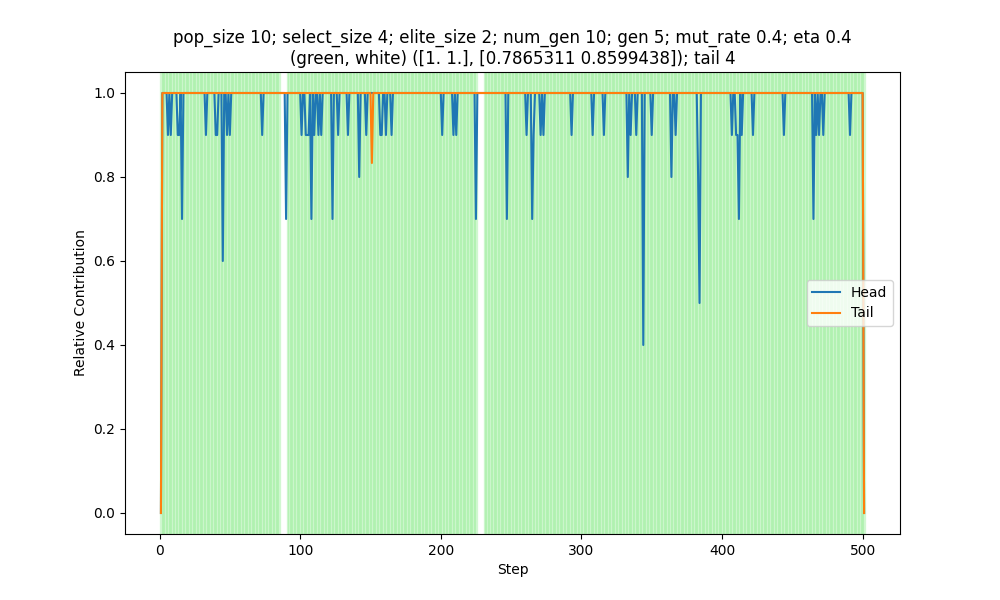 pop_size 10; select_size 4; elite_size 2; num_gen 10; gen 5; mut_rate 0.4; eta 0.4
(green, white) ([1. 1.], [0.7865311 0.8599438]); tail 4
1.0
0.8
0.6
0.4
0.2
0.0
Relative Contribution
Head
Tail
0
100
200
300
400
500
Step